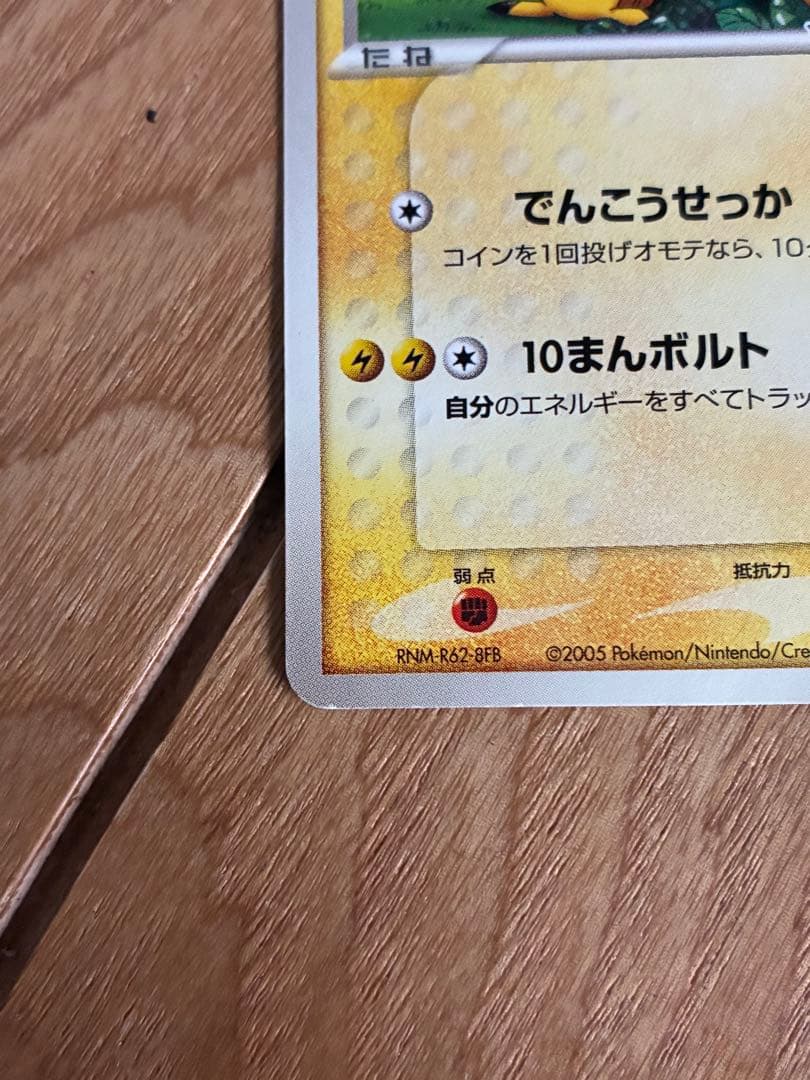 たね
でんこうせっか
コインを1回投げオモテなら、10
10まんボルト
自分のエネルギーをすべてトラッ
弱点
抵抗力
RNM-R62-8FB
©2005 Pokémon/Nintendo/Cre